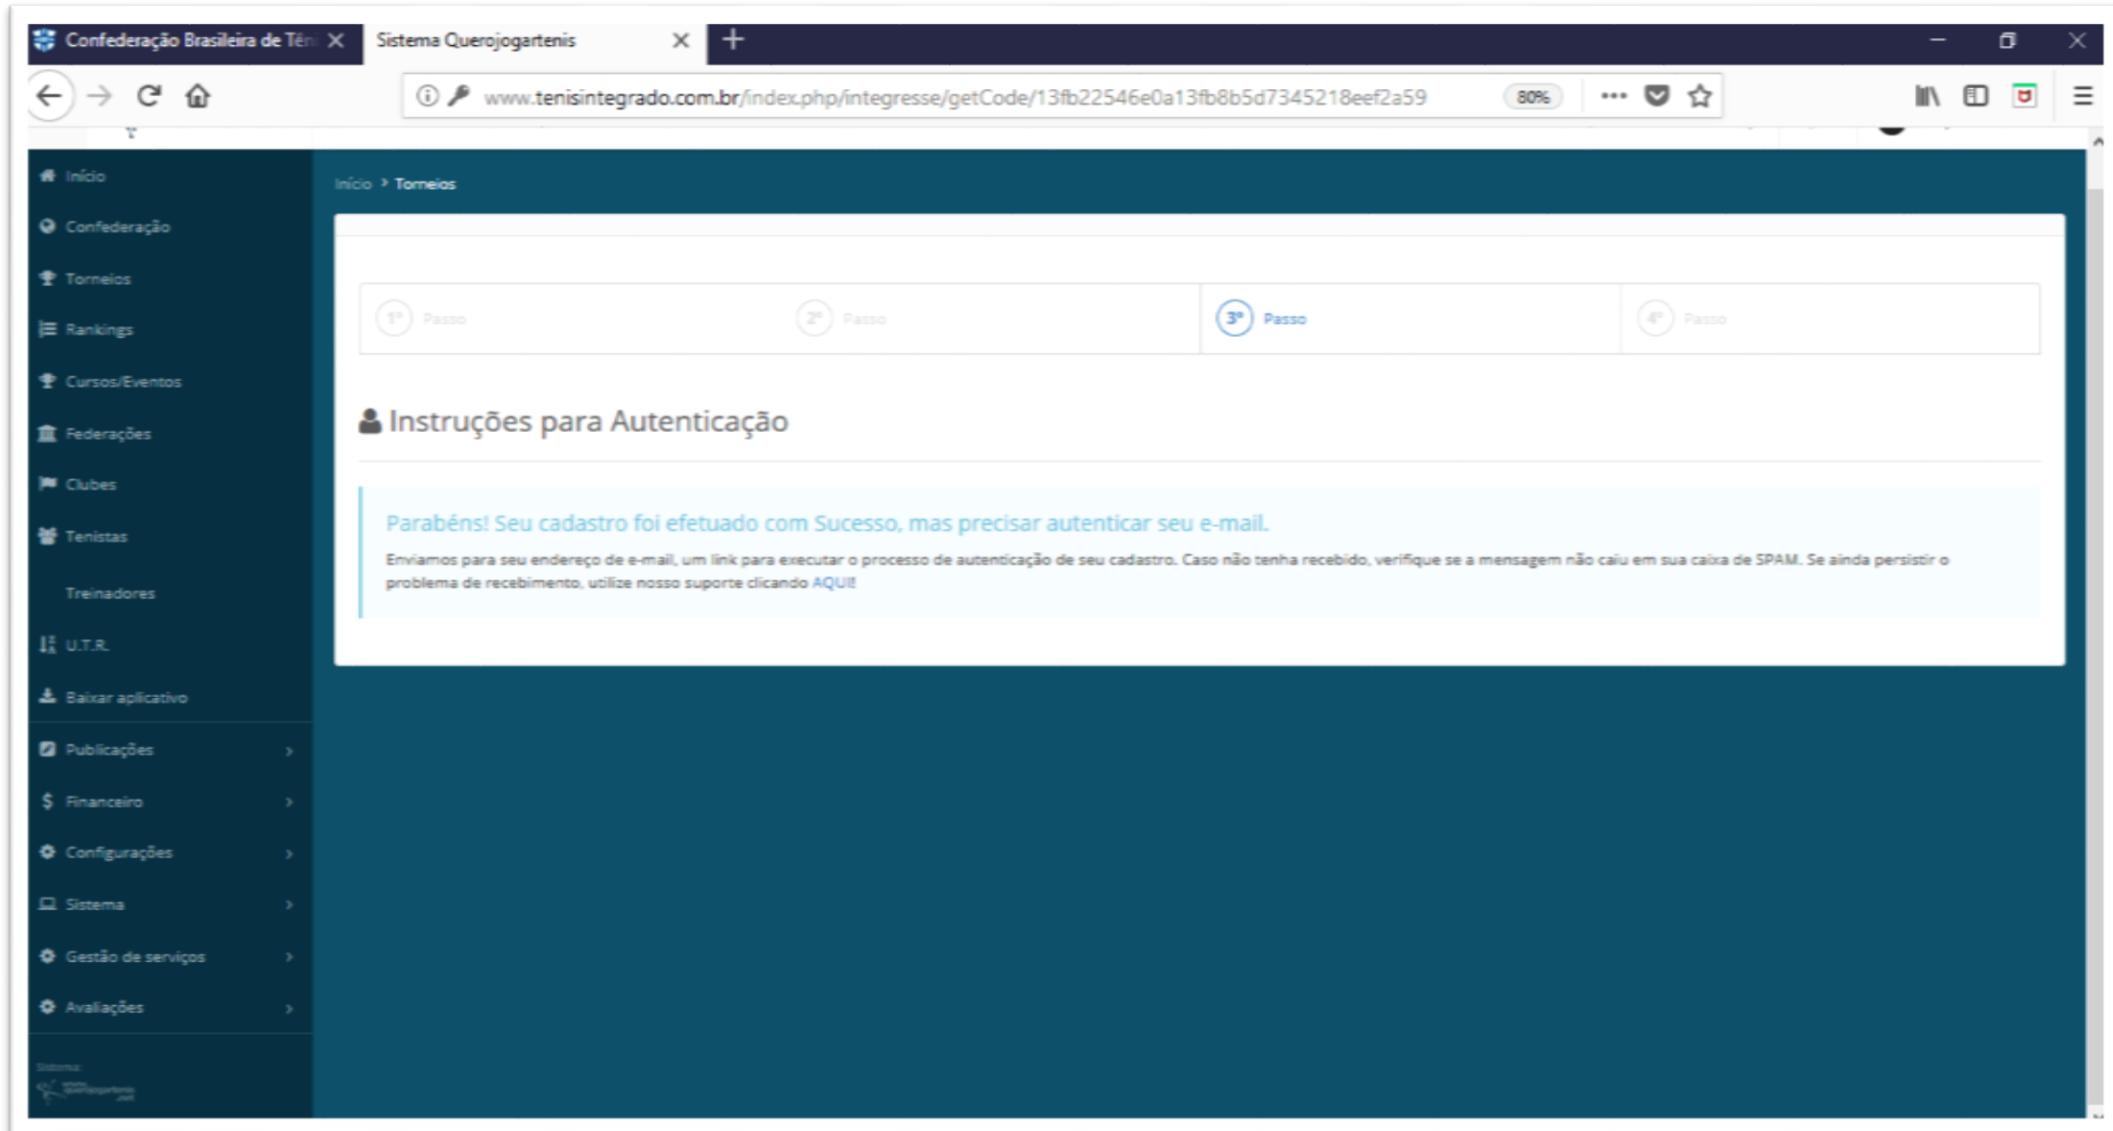 Confederação Brasileira de Têni
Sistema Querojogartenis
www.tenisintegrado.com.br/index.php/integresse/getCode/13fb22546e0a13fb8b5d7345218eef2a59
80%
Início
Confederação
Torneios
Rankings
Cursos/Eventos
Federações
Clubes
Tenistas
Treinadores
U.T.R.
Baixar aplicativo
Publicações
Financeiro
Configurações
Sistema
Gestão de serviços
Avaliações
Sistema:
www.
querojogartenis
.net
Início > Torneios
1º Passo
2º Passo
3º Passo
4º Passo
Instruções para Autenticação
Parabéns! Seu cadastro foi efetuado com Sucesso, mas precisar autenticar seu e-mail.
Enviamos para seu endereço de e-mail, um link para executar o processo de autenticação de seu cadastro. Caso não tenha recebido, verifique se a mensagem não caiu em sua caixa de SPAM. Se ainda persistir o
problema de recebimento, utilize nosso suporte clicando AQUI!